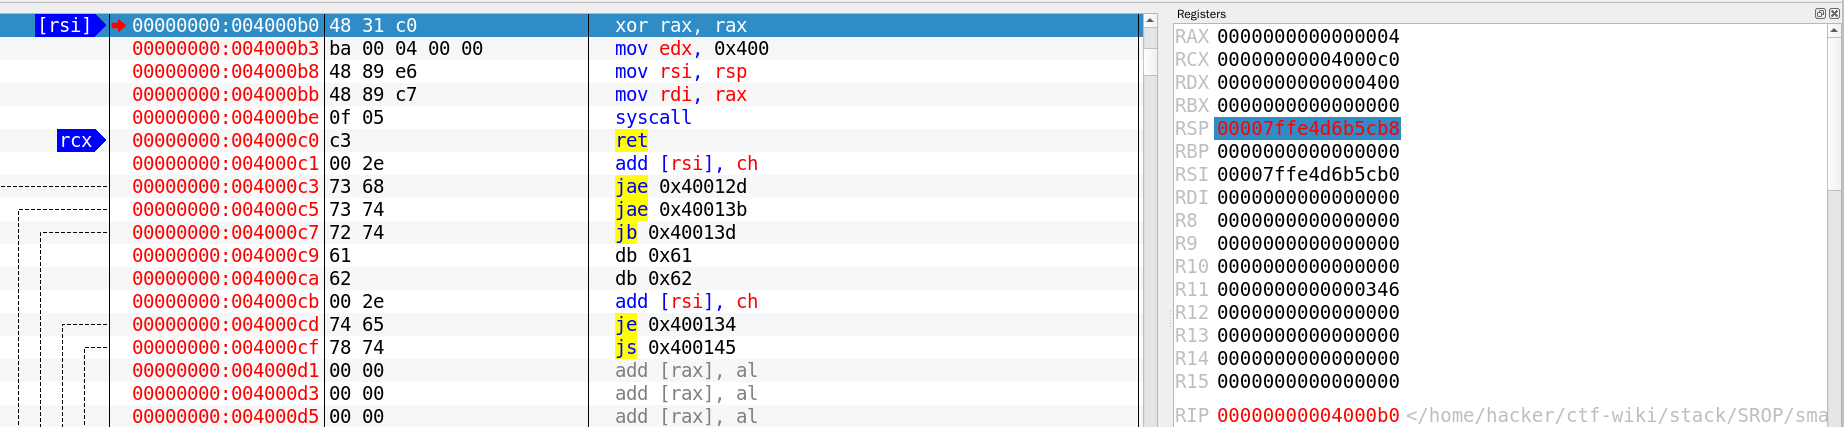 Registers
[rsi] 00000000:004000b0 48 31 c0 xor rax, rax
00000000:004000b3 ba 00 04 00 00 mov edx, 0x400
00000000:004000b8 48 89 e6 mov rsi, rsp
00000000:004000bb 48 89 c7 mov rdi, rax
00000000:004000be 0f 05 syscall
rcx 00000000:004000c0 c3 ret
00000000:004000c1 00 2e add [rsi], ch
00000000:004000c3 73 68 jae 0x40012d
00000000:004000c5 73 74 jae 0x40013b
00000000:004000c7 72 74 jb 0x40013d
00000000:004000c9 61 db 0x61
00000000:004000ca 62 db 0x62
00000000:004000cb 00 2e add [rsi], ch
00000000:004000cd 74 65 je 0x400134
00000000:004000cf 78 74 js 0x400145
00000000:004000d1 00 00 add [rax], al
00000000:004000d3 00 00 add [rax], al
00000000:004000d5 00 00 add [rax], al
RAX 0000000000000004
RCX 00000000004000c0
RDX 0000000000000400
RBX 0000000000000000
RSP 00007ffe4d6b5cb8
RBP 0000000000000000
RSI 00007ffe4d6b5cb0
RDI 0000000000000000
R8 0000000000000000
R9 0000000000000000
R10 0000000000000000
R11 0000000000000346
R12 0000000000000000
R13 0000000000000000
R14 0000000000000000
R15 0000000000000000
RIP 00000000004000b0 </home/hacker/ctf-wiki/stack/SROP/sma